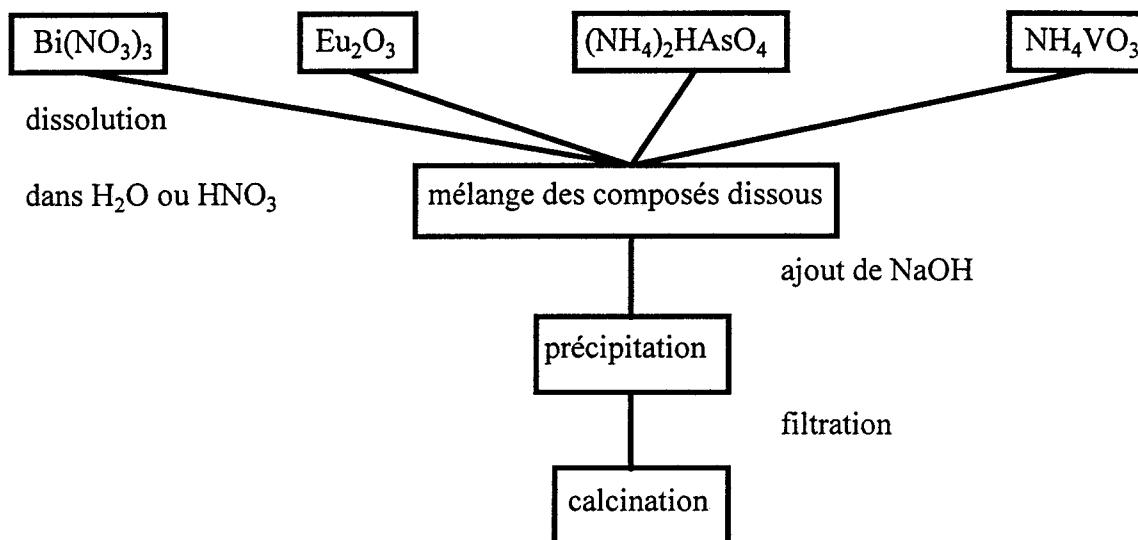 Bi(NO₃)₃ Eu₂O₃ (NH₄)₂HAsO₄ NH₄VO₃
dissolution
dans H₂O ou HNO₃
mélange des composés dissous
ajout de NaOH
précipitation
filtration
calcination